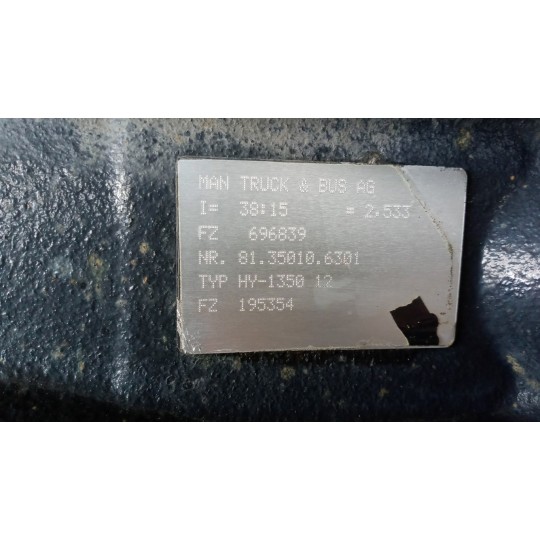 MAN TRUCK & BUS AG
I= 38:15 = 2,533
FZ 696839
NR. 81.35010.6301
TYP HY-1350 12
FZ 195354